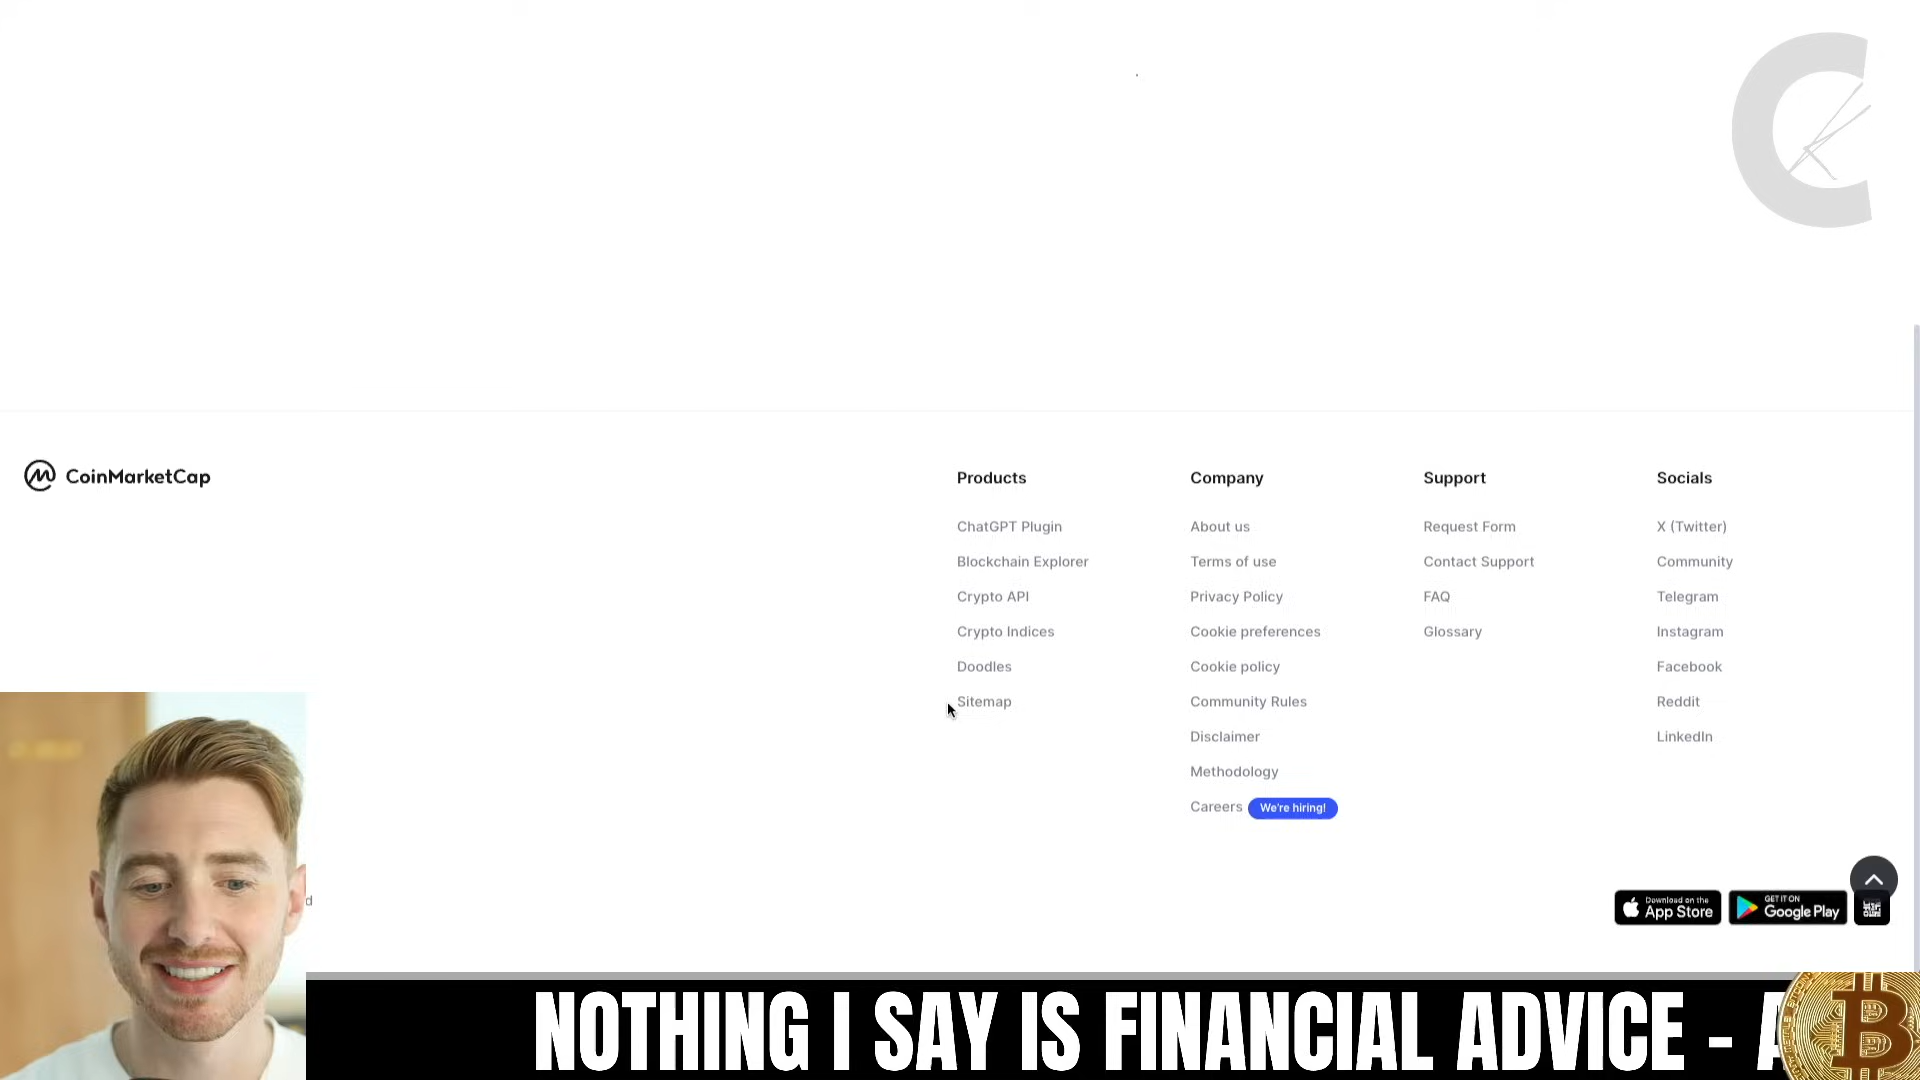 CoinMarketCap
Products
ChatGPT Plugin
Blockchain Explorer
Crypto API
Crypto Indices
Doodles
Sitemap
Company
About us
Terms of use
Privacy Policy
Cookie preferences
Cookie policy
Community Rules
Disclaimer
Methodology
Careers We're hiring!
Support
Request Form
Contact Support
FAQ
Glossary
Socials
X (Twitter)
Community
Telegram
Instagram
Facebook
Reddit
LinkedIn
d
Download on the
App Store
GET IT ON
Google Play
NOTHING I SAY IS FINANCIAL ADVICE - A